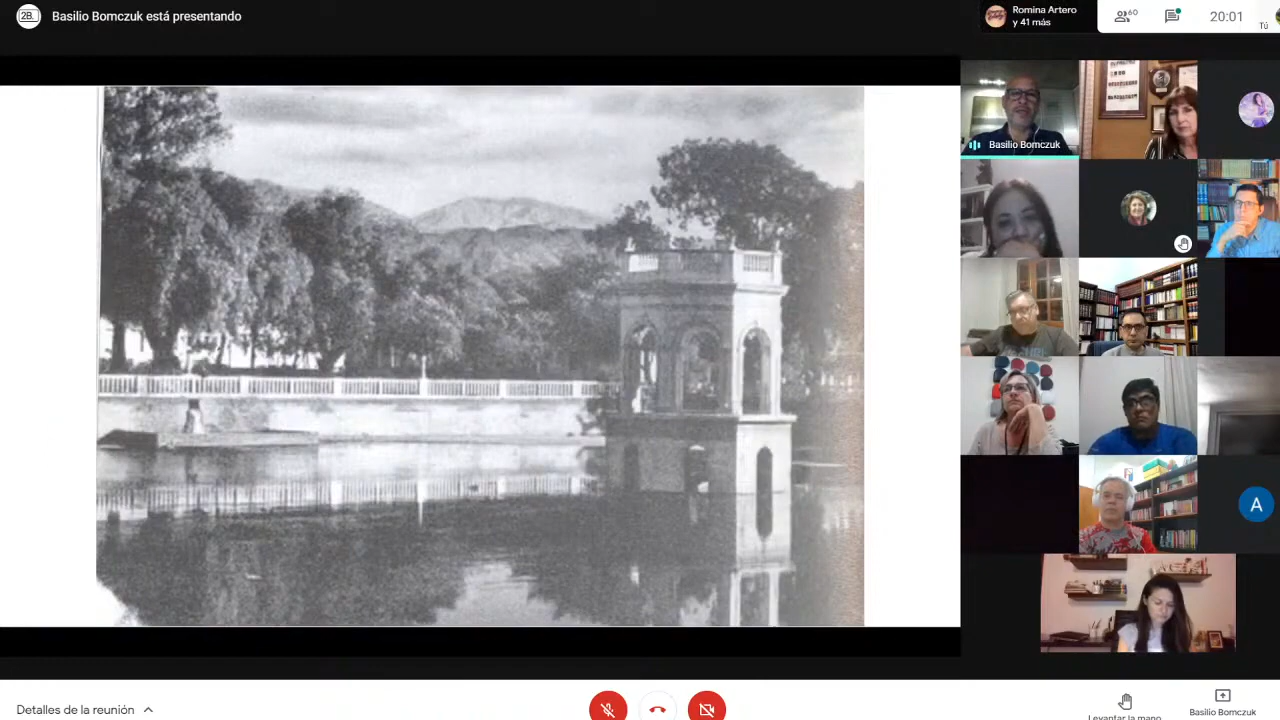 2B.
Basilio Bomczuk está presentando
Romina Artero
y 41 más
60
20:01
Tú
Basilio Bomczuk
A
Detalles de la reunión
Levantar la mano
Basilio Bomczuk